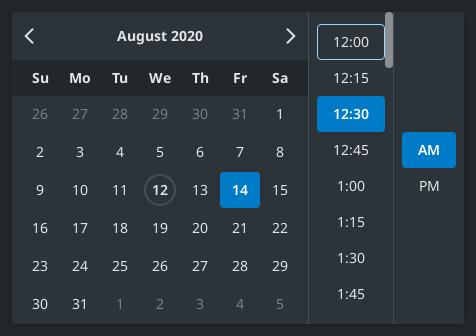 August 2020
Su Mo Tu We Th Fr Sa
26 27 28 29 30 31 1
2 3 4 5 6 7 8
9 10 11 12 13 14 15
16 17 18 19 20 21 22
23 24 25 26 27 28 29
30 31 1 2 3 4 5
12:00
12:15
12:30
12:45
1:00
1:15
1:30
1:45
AM
PM